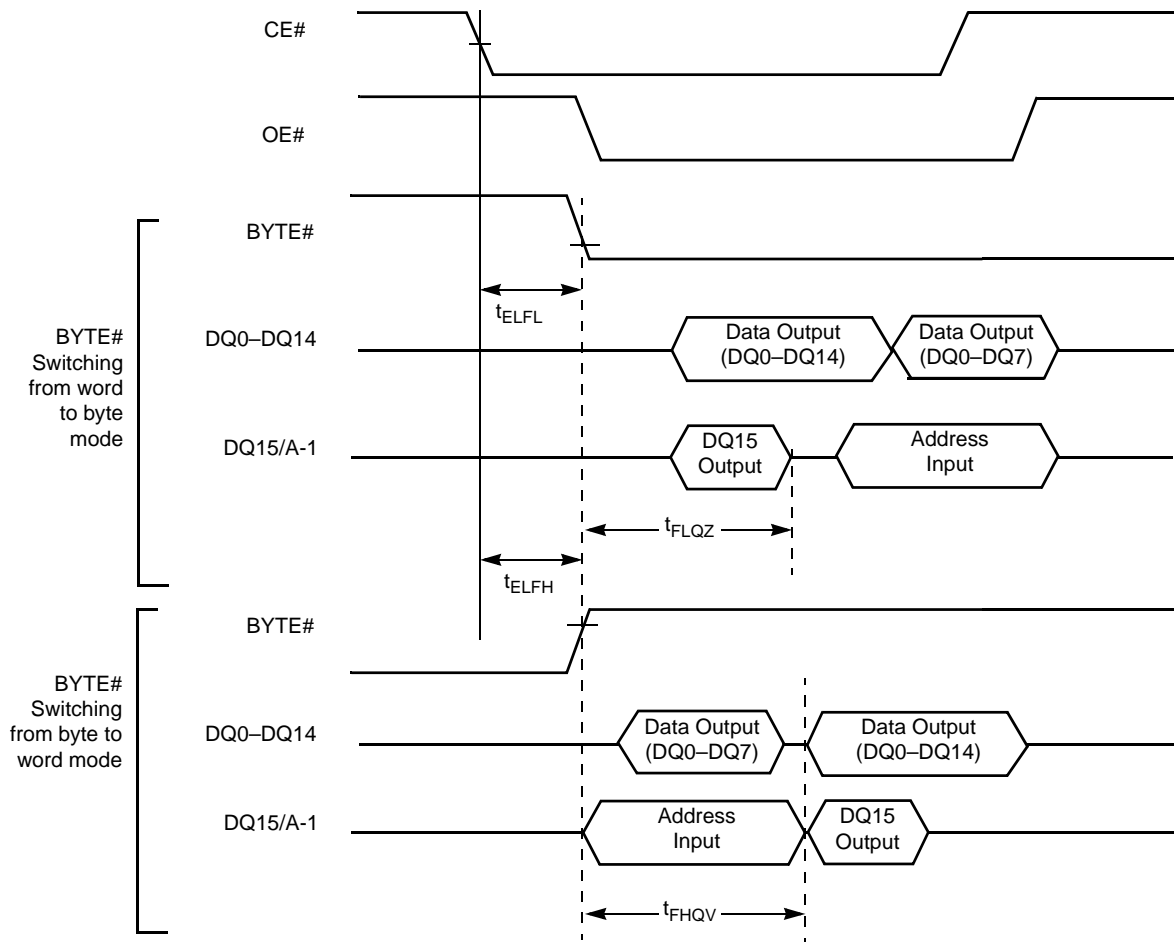 CE#
OE#
BYTE#
tELFL
BYTE#
Switching
from word
to byte
mode
DQ0–DQ14
Data Output
(DQ0–DQ14)
Data Output
(DQ0–DQ7)
DQ15/A-1
DQ15
Output
Address
Input
tFLQZ
tELFH
BYTE#
BYTE#
Switching
from byte to
word mode
DQ0–DQ14
Data Output
(DQ0–DQ7)
Data Output
(DQ0–DQ14)
DQ15/A-1
Address
Input
DQ15
Output
tFHQV